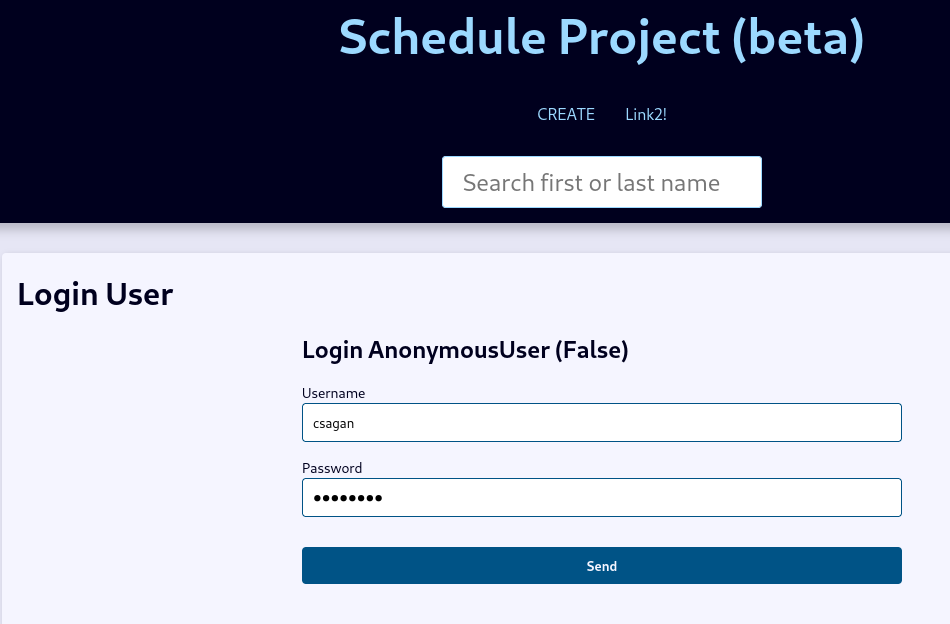 Schedule Project (beta)
CREATE Link2!
Search first or last name
Login User
Login AnonymousUser (False)
Username
csagan
Password
••••••••
Send